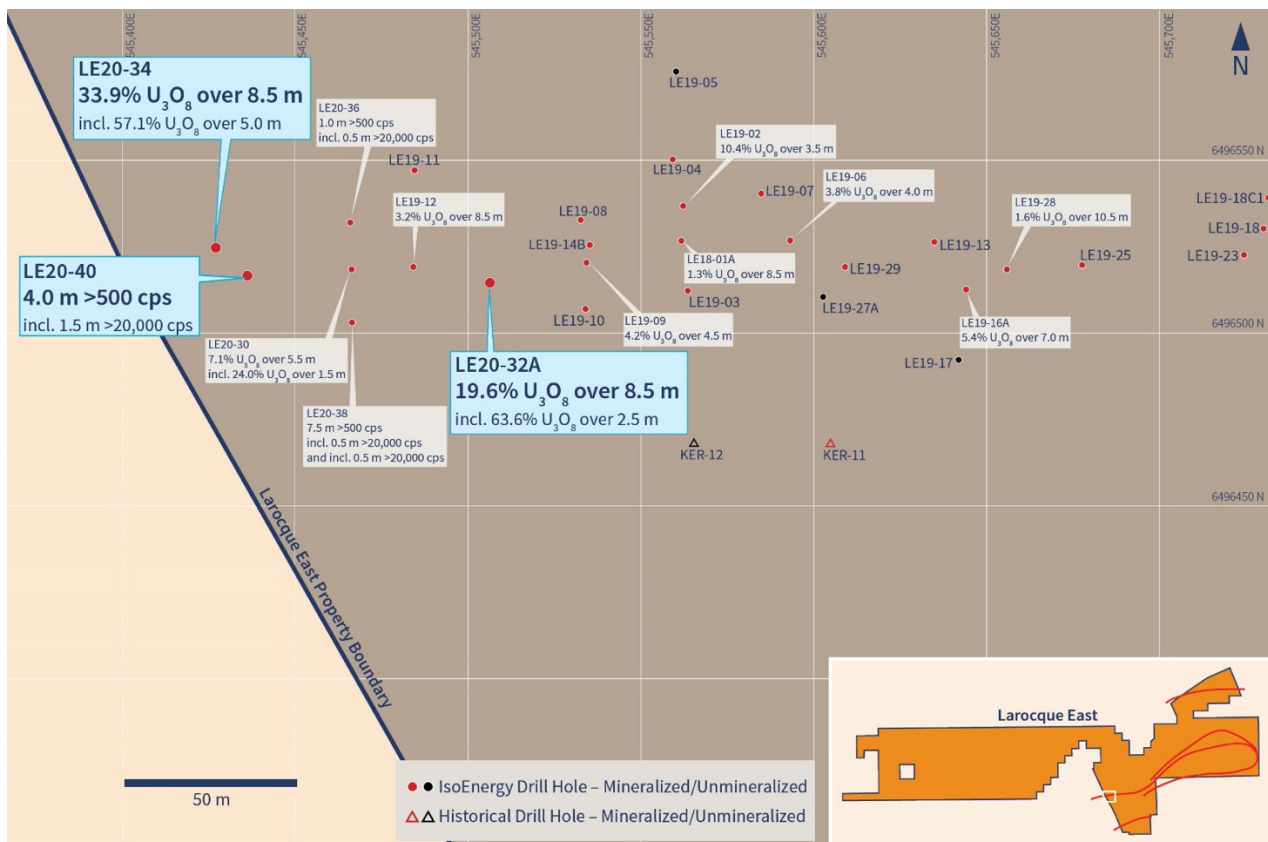 545,400E
545,450E
545,500E
545,550E
545,600E
545,650E
545,700E
N
LE20-34
33.9% U₃O₈ over 8.5 m
incl. 57.1% U₃O₈ over 5.0 m
LE20-36
1.0 m >500 cps
incl. 0.5 m >20,000 cps
LE19-05
LE19-11
LE19-04
LE19-02
10.4% U₃O₈ over 3.5 m
6496550 N
LE19-12
3.2% U₃O₈ over 8.5 m
LE19-08
LE19-07
LE19-06
3.8% U₃O₈ over 4.0 m
LE19-28
1.6% U₃O₈ over 10.5 m
LE19-18C1
LE19-18
LE19-14B
LE18-01A
1.3% U₃O₈ over 8.5 m
LE19-13
LE19-29
LE19-25
LE19-23
LE20-40
4.0 m >500 cps
incl. 1.5 m >20,000 cps
LE19-10
LE19-03
LE19-27A
LE19-09
4.2% U₃O₈ over 4.5 m
LE19-16A
5.4% U₃O₈ over 7.0 m
6496500 N
LE20-30
7.1% U₃O₈ over 5.5 m
incl. 24.0% U₃O₈ over 1.5 m
LE20-32A
19.6% U₃O₈ over 8.5 m
incl. 63.6% U₃O₈ over 2.5 m
LE19-17
LE20-38
7.5 m >500 cps
incl. 0.5 m >20,000 cps
and incl. 0.5 m >20,000 cps
KER-12
KER-11
6496450 N
Larocque East Property Boundary
50 m
IsoEnergy Drill Hole – Mineralized/Unmineralized
Historical Drill Hole – Mineralized/Unmineralized
Larocque East